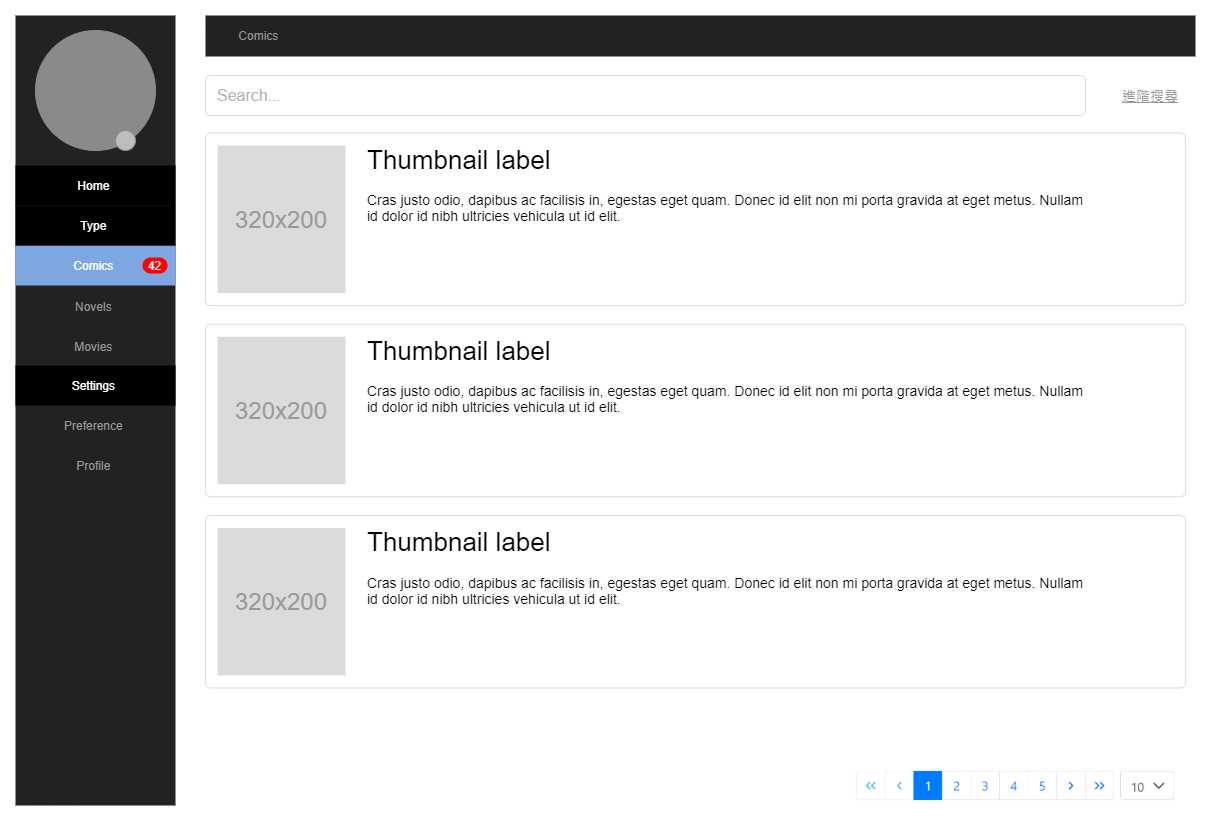 Home
Type
Comics 42
Novels
Movies
Settings
Preference
Profile
Comics
Search...
進階搜尋
320x200
Thumbnail label
Cras justo odio, dapibus ac facilisis in, egestas eget quam. Donec id elit non mi porta gravida at eget metus. Nullam
id dolor id nibh ultricies vehicula ut id elit.
320x200
Thumbnail label
Cras justo odio, dapibus ac facilisis in, egestas eget quam. Donec id elit non mi porta gravida at eget metus. Nullam
id dolor id nibh ultricies vehicula ut id elit.
320x200
Thumbnail label
Cras justo odio, dapibus ac facilisis in, egestas eget quam. Donec id elit non mi porta gravida at eget metus. Nullam
id dolor id nibh ultricies vehicula ut id elit.
« ‹ 1 2 3 4 5 › » 10